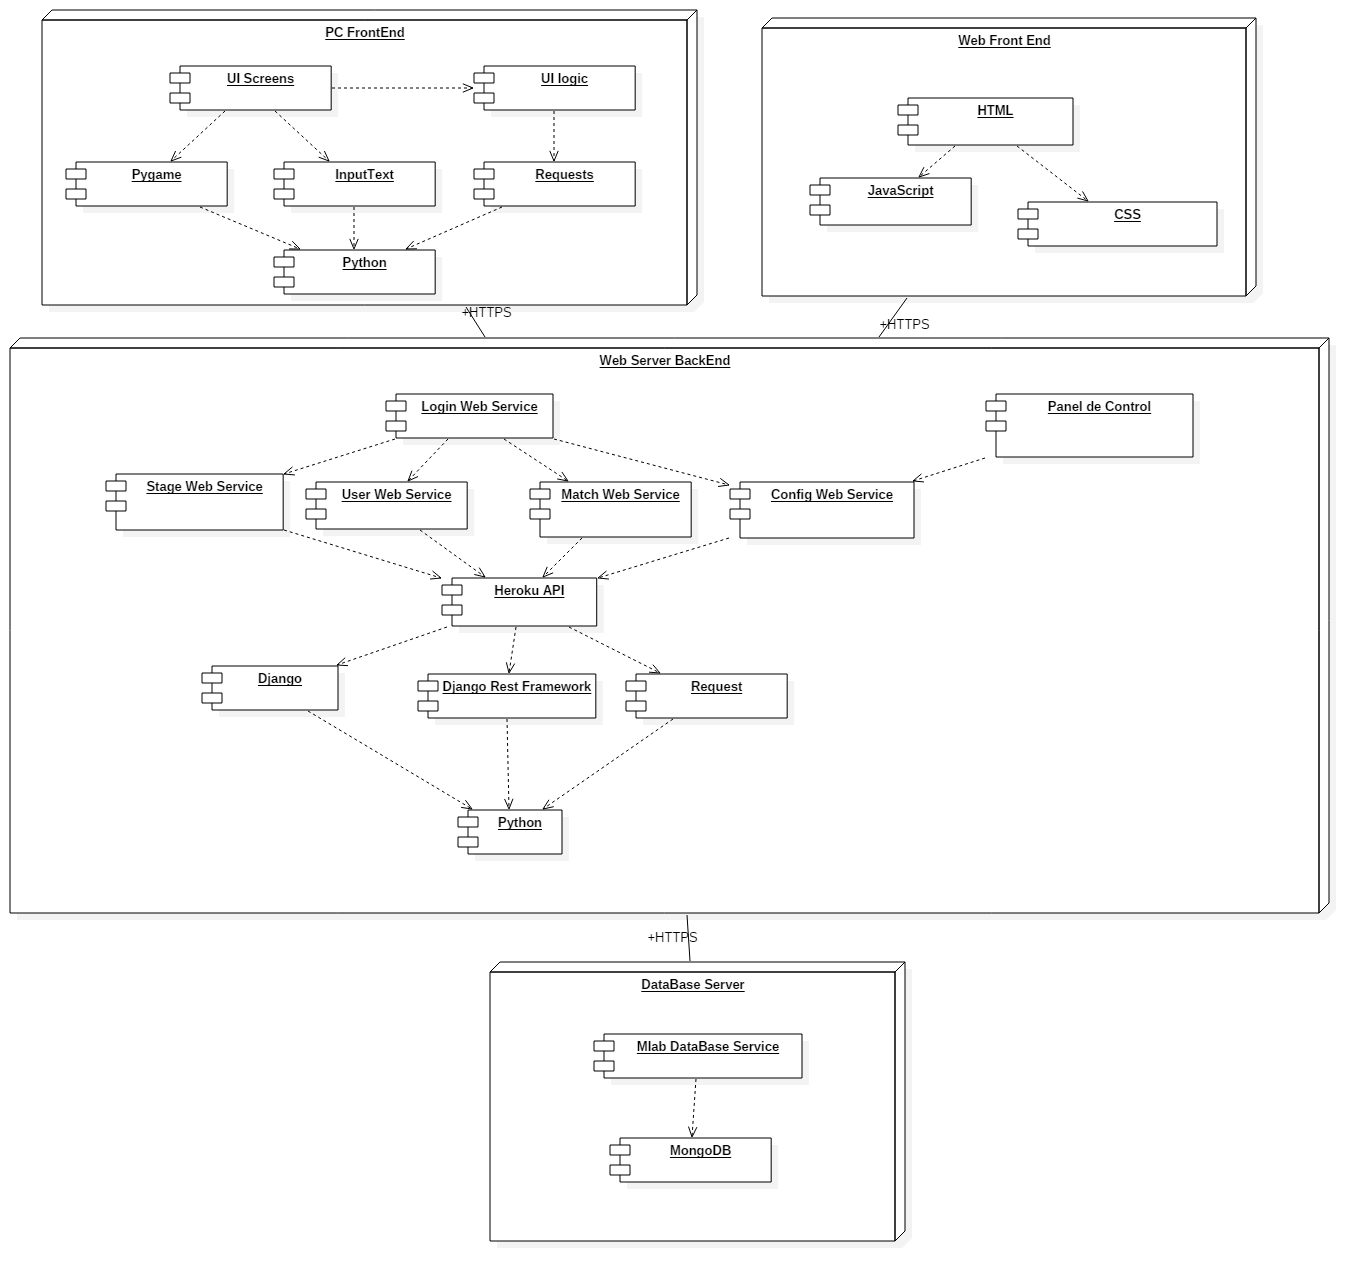 PC FrontEnd
UI Screens
UI logic
Pygame
InputText
Requests
Python
Web Front End
HTML
JavaScript
CSS
+HTTPS
+HTTPS
Web Server BackEnd
Login Web Service
Panel de Control
Stage Web Service
User Web Service
Match Web Service
Config Web Service
Heroku API
Django
Django Rest Framework
Request
Python
+HTTPS
DataBase Server
Mlab DataBase Service
MongoDB